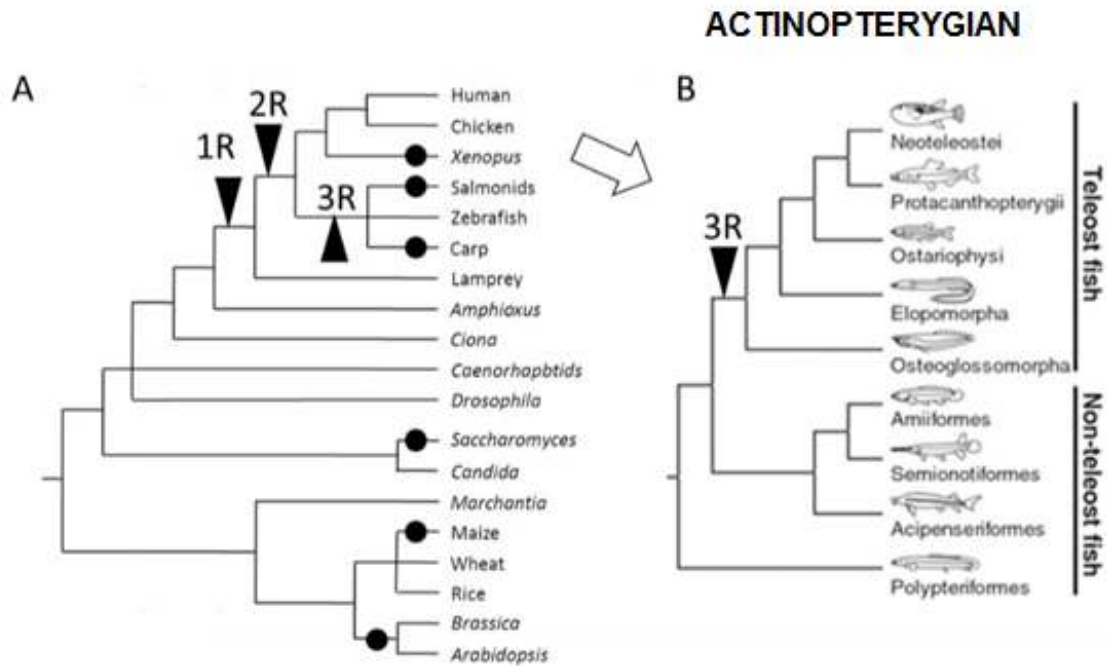 ACTINOPTERYGIAN
A
1R
2R
3R
Human
Chicken
Xenopus
Salmonids
Zebrafish
Carp
Lamprey
Amphioxus
Ciona
Caenorhapbtids
Drosophila
Saccharomyces
Candida
Marchantia
Maize
Wheat
Rice
Brassica
Arabidopsis
B
3R
Neoteleostei
Protacanthopterygii
Ostariophysi
Elopomorpha
Osteoglossomorpha
Amiiformes
Semionotiformes
Acipenseriformes
Polypteriformes
Teleost fish
Non-teleost fish